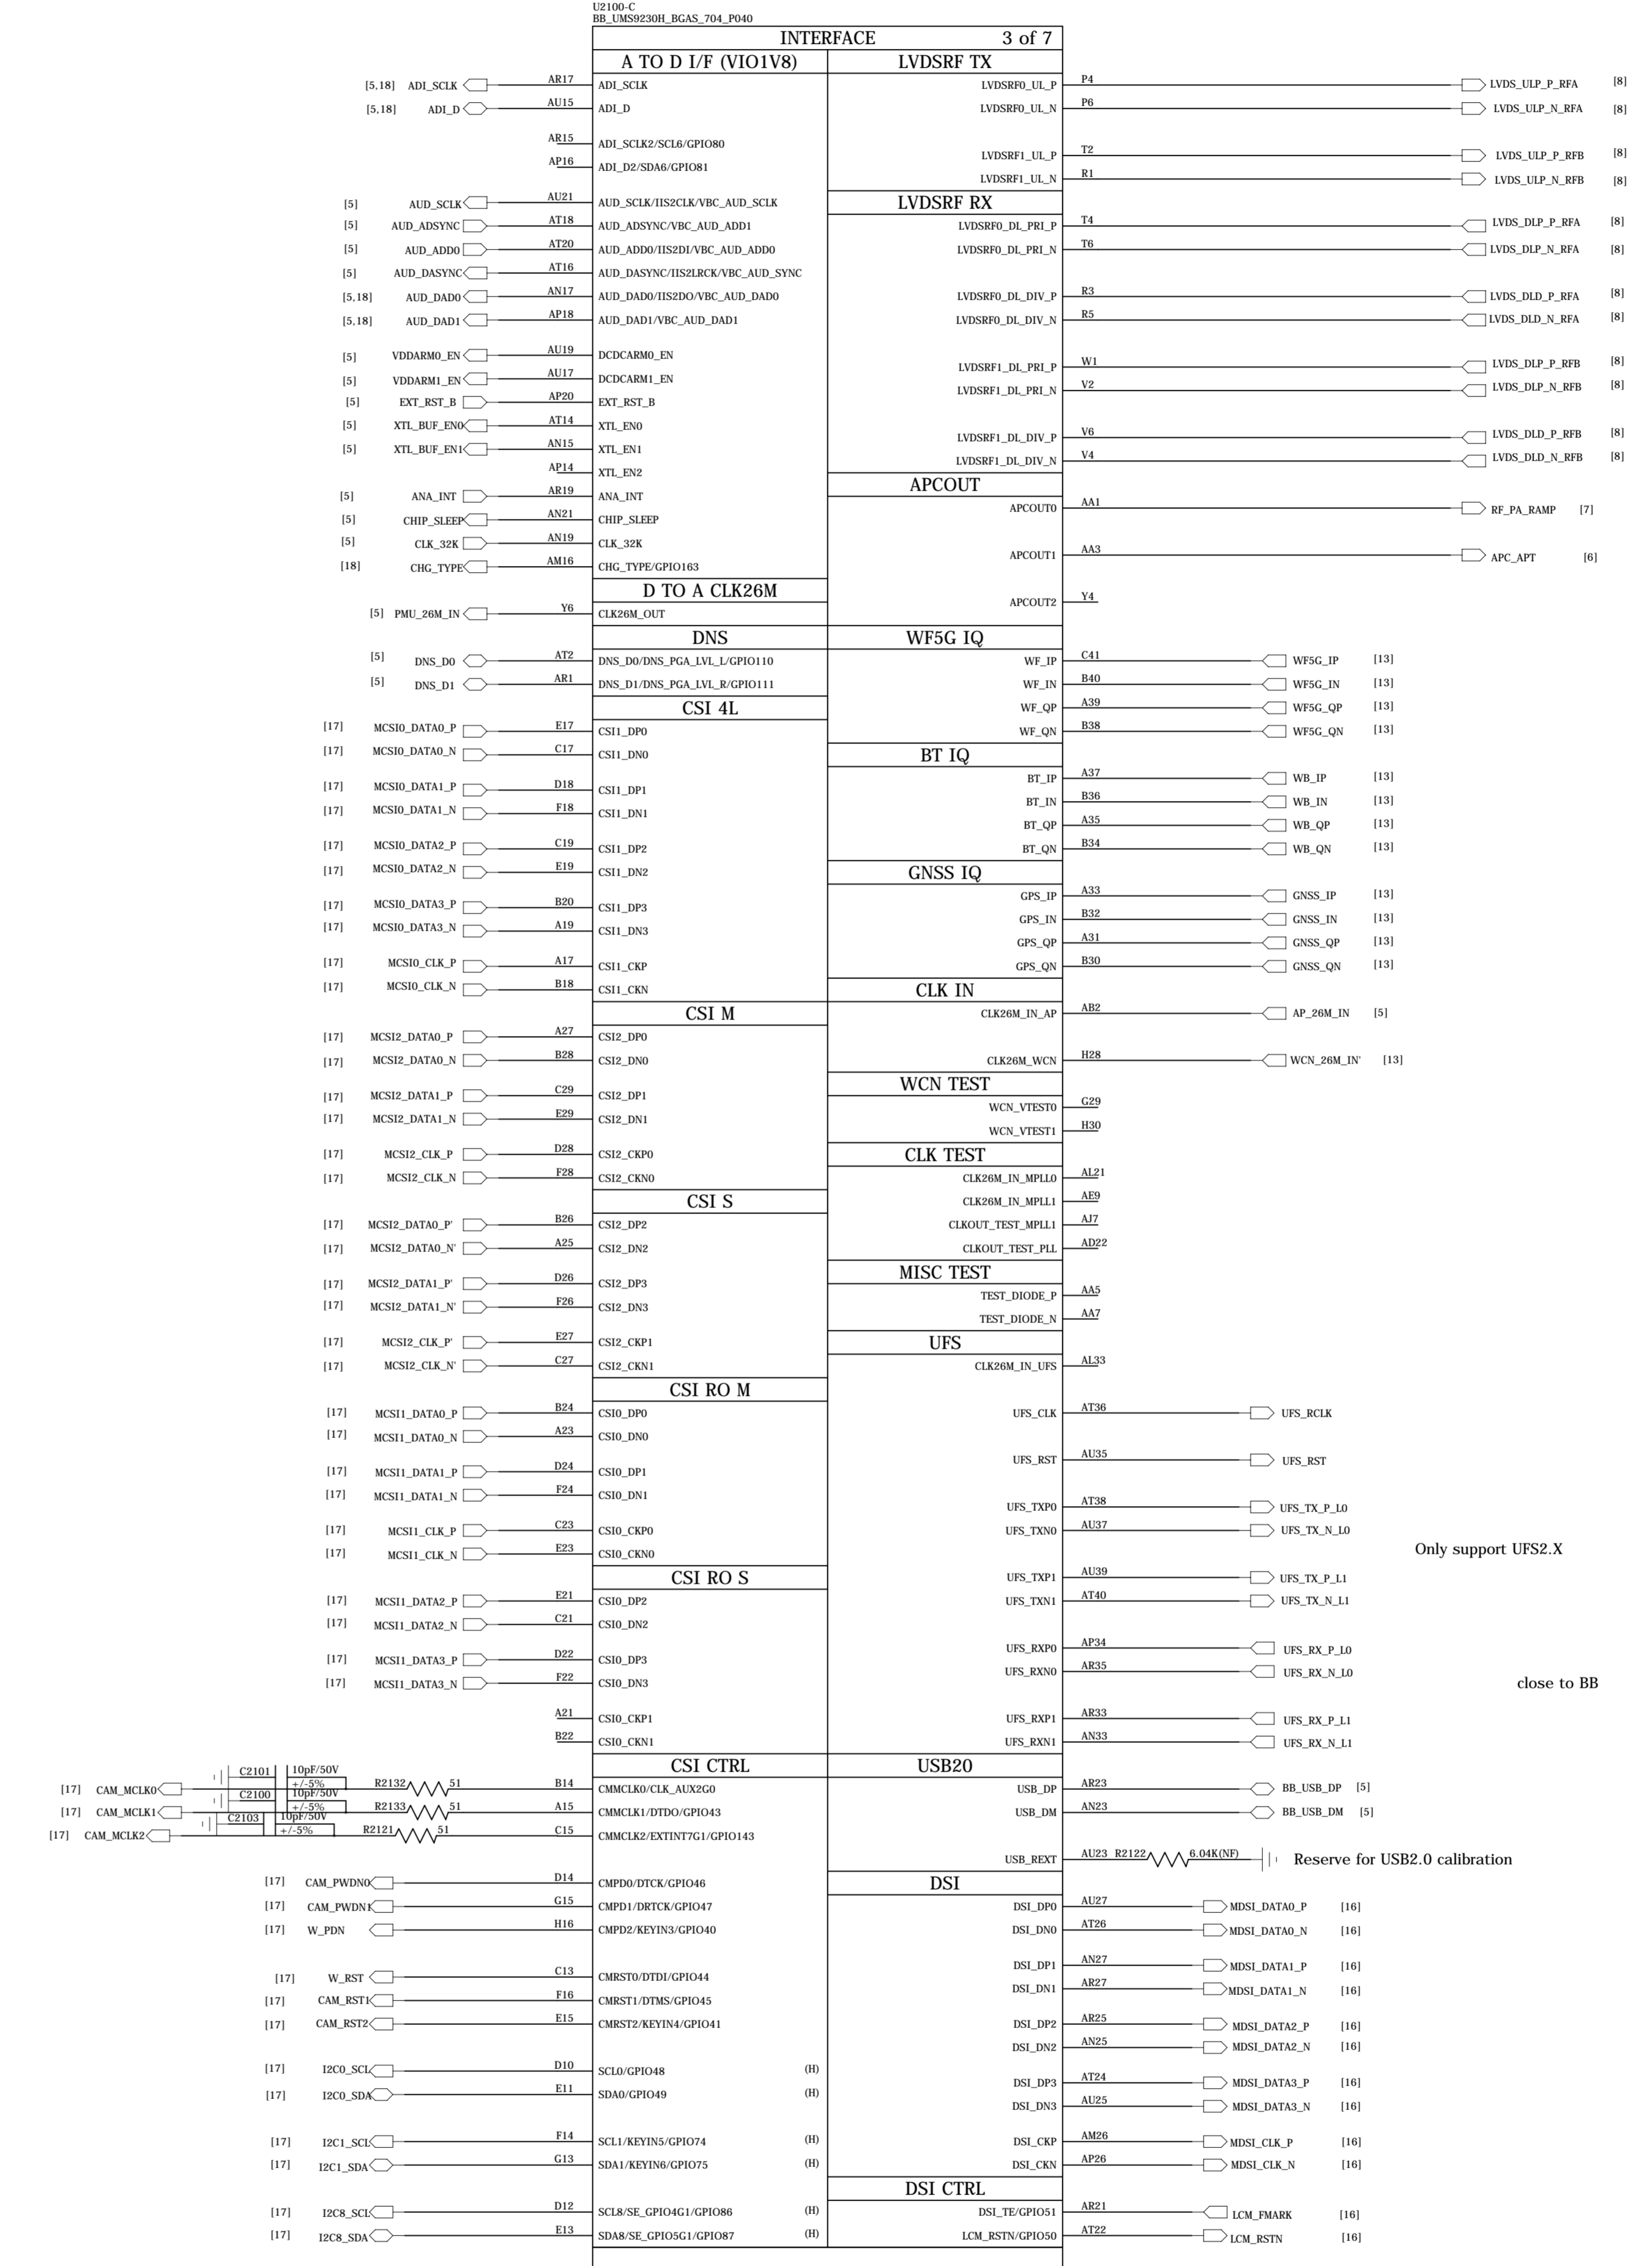 U2100-C
BB_UMS9230H_BGAS_704_P040
INTERFACE 3 of 7
A TO D I/F (VIO1V8)
[5,18] ADI_SCLK AR17 ADI_SCLK
[5,18] ADI_D AU15 ADI_D
AR15 ADI_SCLK2/SCL6/GPIO80
AP16 ADI_D2/SDA6/GPIO81
[5] AUD_SCLK AU21 AUD_SCLK/IIS2CLK/VBC_AUD_SCLK
[5] AUD_ADSYNC AT18 AUD_ADSYNC/VBC_AUD_ADD1
[5] AUD_ADD0 AT20 AUD_ADD0/IIS2DI/VBC_AUD_ADD0
[5] AUD_DASYNC AT16 AUD_DASYNC/IIS2LRCK/VBC_AUD_SYNC
[5,18] AUD_DAD0 AN17 AUD_DAD0/IIS2DO/VBC_AUD_DAD0
[5,18] AUD_DAD1 AP18 AUD_DAD1/VBC_AUD_DAD1
[5] VDDARM0_EN AU19 DCDCARM0_EN
[5] VDDARM1_EN AU17 DCDCARM1_EN
[5] EXT_RST_B AP20 EXT_RST_B
[5] XTL_BUF_EN0 AT14 XTL_EN0
[5] XTL_BUF_EN1 AN15 XTL_EN1
AP14 XTL_EN2
[5] ANA_INT AR19 ANA_INT
[5] CHIP_SLEEP AN21 CHIP_SLEEP
[5] CLK_32K AN19 CLK_32K
[18] CHG_TYPE AM16 CHG_TYPE/GPIO163
D TO A CLK26M
[5] PMU_26M_IN Y6 CLK26M_OUT
DNS
[5] DNS_D0 AT2 DNS_D0/DNS_PGA_LVL_L/GPIO110
[5] DNS_D1 AR1 DNS_D1/DNS_PGA_LVL_R/GPIO111
CSI 4L
[17] MCSI0_DATA0_P E17 CSI1_DP0
[17] MCSI0_DATA0_N C17 CSI1_DN0
[17] MCSI0_DATA1_P D18 CSI1_DP1
[17] MCSI0_DATA1_N F18 CSI1_DN1
[17] MCSI0_DATA2_P C19 CSI1_DP2
[17] MCSI0_DATA2_N E19 CSI1_DN2
[17] MCSI0_DATA3_P B20 CSI1_DP3
[17] MCSI0_DATA3_N A19 CSI1_DN3
[17] MCSI0_CLK_P A17 CSI1_CKP
[17] MCSI0_CLK_N B18 CSI1_CKN
CSI M
[17] MCSI2_DATA0_P A27 CSI2_DP0
[17] MCSI2_DATA0_N B28 CSI2_DN0
[17] MCSI2_DATA1_P C29 CSI2_DP1
[17] MCSI2_DATA1_N E29 CSI2_DN1
[17] MCSI2_CLK_P D28 CSI2_CKP0
[17] MCSI2_CLK_N F28 CSI2_CKN0
CSI S
[17] MCSI2_DATA0_P' B26 CSI2_DP2
[17] MCSI2_DATA0_N' A25 CSI2_DN2
[17] MCSI2_DATA1_P' D26 CSI2_DP3
[17] MCSI2_DATA1_N' F26 CSI2_DN3
[17] MCSI2_CLK_P' E27 CSI2_CKP1
[17] MCSI2_CLK_N' C27 CSI2_CKN1
CSI RO M
[17] MCSI1_DATA0_P B24 CSI0_DP0
[17] MCSI1_DATA0_N A23 CSI0_DN0
[17] MCSI1_DATA1_P D24 CSI0_DP1
[17] MCSI1_DATA1_N F24 CSI0_DN1
[17] MCSI1_CLK_P C23 CSI0_CKP0
[17] MCSI1_CLK_N E23 CSI0_CKN0
CSI RO S
[17] MCSI1_DATA2_P E21 CSI0_DP2
[17] MCSI1_DATA2_N C21 CSI0_DN2
[17] MCSI1_DATA3_P D22 CSI0_DP3
[17] MCSI1_DATA3_N F22 CSI0_DN3
A21 CSI0_CKP1
B22 CSI0_CKN1
CSI CTRL
C2101 10pF/50V
+/-5%
[17] CAM_MCLK0 R2132 51 B14 CMMCLK0/CLK_AUX2G0
C2100 10pF/50V
+/-5%
[17] CAM_MCLK1 R2133 51 A15 CMMCLK1/DTDO/GPIO43
C2103 10pF/50V
+/-5%
[17] CAM_MCLK2 R2121 51 C15 CMMCLK2/EXTINT7G1/GPIO143
[17] CAM_PWDN0 D14 CMPD0/DTCK/GPIO46
[17] CAM_PWDN1 G15 CMPD1/DRTCK/GPIO47
[17] W_PDN H16 CMPD2/KEYIN3/GPIO40
[17] W_RST C13 CMRST0/DTDI/GPIO44
[17] CAM_RST1 F16 CMRST1/DTMS/GPIO45
[17] CAM_RST2 E15 CMRST2/KEYIN4/GPIO41
[17] I2C0_SCL D10 SCL0/GPIO48 (H)
[17] I2C0_SDA E11 SDA0/GPIO49 (H)
[17] I2C1_SCL F14 SCL1/KEYIN5/GPIO74 (H)
[17] I2C1_SDA G13 SDA1/KEYIN6/GPIO75 (H)
[17] I2C8_SCL D12 SCL8/SE_GPIO4G1/GPIO86 (H)
[17] I2C8_SDA E13 SDA8/SE_GPIO5G1/GPIO87 (H)
LVDSRF TX
LVDSRF0_UL_P P4 LVDS_ULP_P_RFA [8]
LVDSRF0_UL_N P6 LVDS_ULP_N_RFA [8]
LVDSRF1_UL_P T2 LVDS_ULP_P_RFB [8]
LVDSRF1_UL_N R1 LVDS_ULP_N_RFB [8]
LVDSRF RX
LVDSRF0_DL_PRI_P T4 LVDS_DLP_P_RFA [8]
LVDSRF0_DL_PRI_N T6 LVDS_DLP_N_RFA [8]
LVDSRF0_DL_DIV_P R3 LVDS_DLD_P_RFA [8]
LVDSRF0_DL_DIV_N R5 LVDS_DLD_N_RFA [8]
LVDSRF1_DL_PRI_P W1 LVDS_DLP_P_RFB [8]
LVDSRF1_DL_PRI_N V2 LVDS_DLP_N_RFB [8]
LVDSRF1_DL_DIV_P V6 LVDS_DLD_P_RFB [8]
LVDSRF1_DL_DIV_N V4 LVDS_DLD_N_RFB [8]
APCOUT
APCOUT0 AA1 RF_PA_RAMP [7]
APCOUT1 AA3 APC_APT [6]
APCOUT2 Y4
WF5G IQ
WF_IP C41 WF5G_IP [13]
WF_IN B40 WF5G_IN [13]
WF_QP A39 WF5G_QP [13]
WF_QN B38 WF5G_QN [13]
BT IQ
BT_IP A37 WB_IP [13]
BT_IN B36 WB_IN [13]
BT_QP A35 WB_QP [13]
BT_QN B34 WB_QN [13]
GNSS IQ
GPS_IP A33 GNSS_IP [13]
GPS_IN B32 GNSS_IN [13]
GPS_QP A31 GNSS_QP [13]
GPS_QN B30 GNSS_QN [13]
CLK IN
CLK26M_IN_AP AB2 AP_26M_IN [5]
CLK26M_WCN H28 WCN_26M_IN' [13]
WCN TEST
WCN_VTEST0 G29
WCN_VTEST1 H30
CLK TEST
CLK26M_IN_MPLL0 AL21
CLK26M_IN_MPLL1 AE9
CLKOUT_TEST_MPLL1 AJ7
CLKOUT_TEST_PLL AD22
MISC TEST
TEST_DIODE_P AA5
TEST_DIODE_N AA7
UFS
CLK26M_IN_UFS AL33
UFS_CLK AT36 UFS_RCLK
UFS_RST AU35 UFS_RST
UFS_TXP0 AT38 UFS_TX_P_L0
UFS_TXN0 AU37 UFS_TX_N_L0
Only support UFS2.X
UFS_TXP1 AU39 UFS_TX_P_L1
UFS_TXN1 AT40 UFS_TX_N_L1
UFS_RXP0 AP34 UFS_RX_P_L0
UFS_RXN0 AR35 UFS_RX_N_L0
close to BB
UFS_RXP1 AR33 UFS_RX_P_L1
UFS_RXN1 AN33 UFS_RX_N_L1
USB20
USB_DP AR23 BB_USB_DP [5]
USB_DM AN23 BB_USB_DM [5]
USB_REXT AU23 R2122 6.04K(NF) Reserve for USB2.0 calibration
DSI
DSI_DP0 AU27 MDSI_DATA0_P [16]
DSI_DN0 AT26 MDSI_DATA0_N [16]
DSI_DP1 AN27 MDSI_DATA1_P [16]
DSI_DN1 AR27 MDSI_DATA1_N [16]
DSI_DP2 AR25 MDSI_DATA2_P [16]
DSI_DN2 AN25 MDSI_DATA2_N [16]
DSI_DP3 AT24 MDSI_DATA3_P [16]
DSI_DN3 AU25 MDSI_DATA3_N [16]
DSI_CKP AM26 MDSI_CLK_P [16]
DSI_CKN AP26 MDSI_CLK_N [16]
DSI CTRL
DSI_TE/GPIO51 AR21 LCM_FMARK [16]
LCM_RSTN/GPIO50 AT22 LCM_RSTN [16]